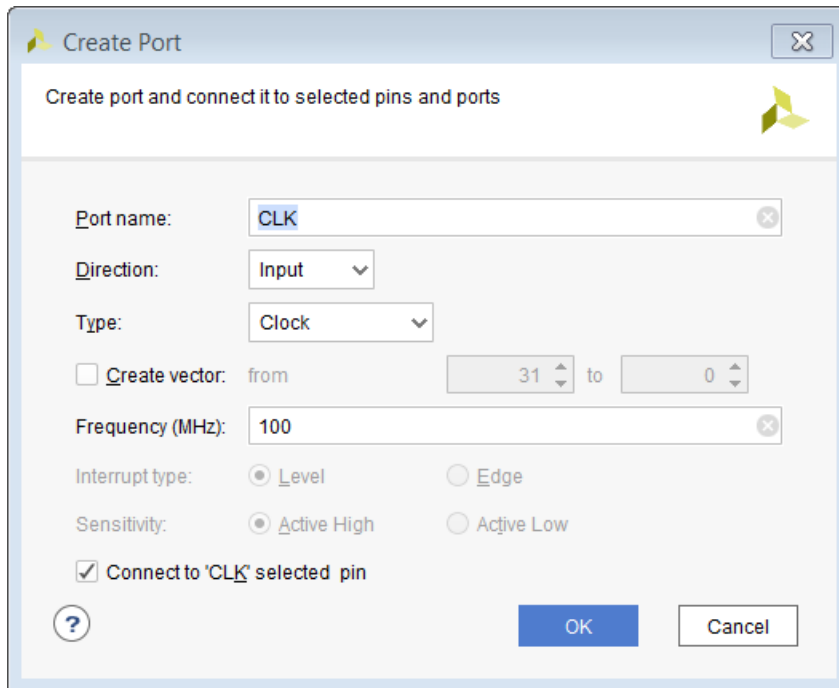 Create Port
Create port and connect it to selected pins and ports
Port name: CLK
Direction: Input
Type: Clock
Create vector: from 31 to 0
Frequency (MHz): 100
Interrupt type: Level Edge
Sensitivity: Active High Active Low
Connect to 'CLK' selected pin
? OK Cancel